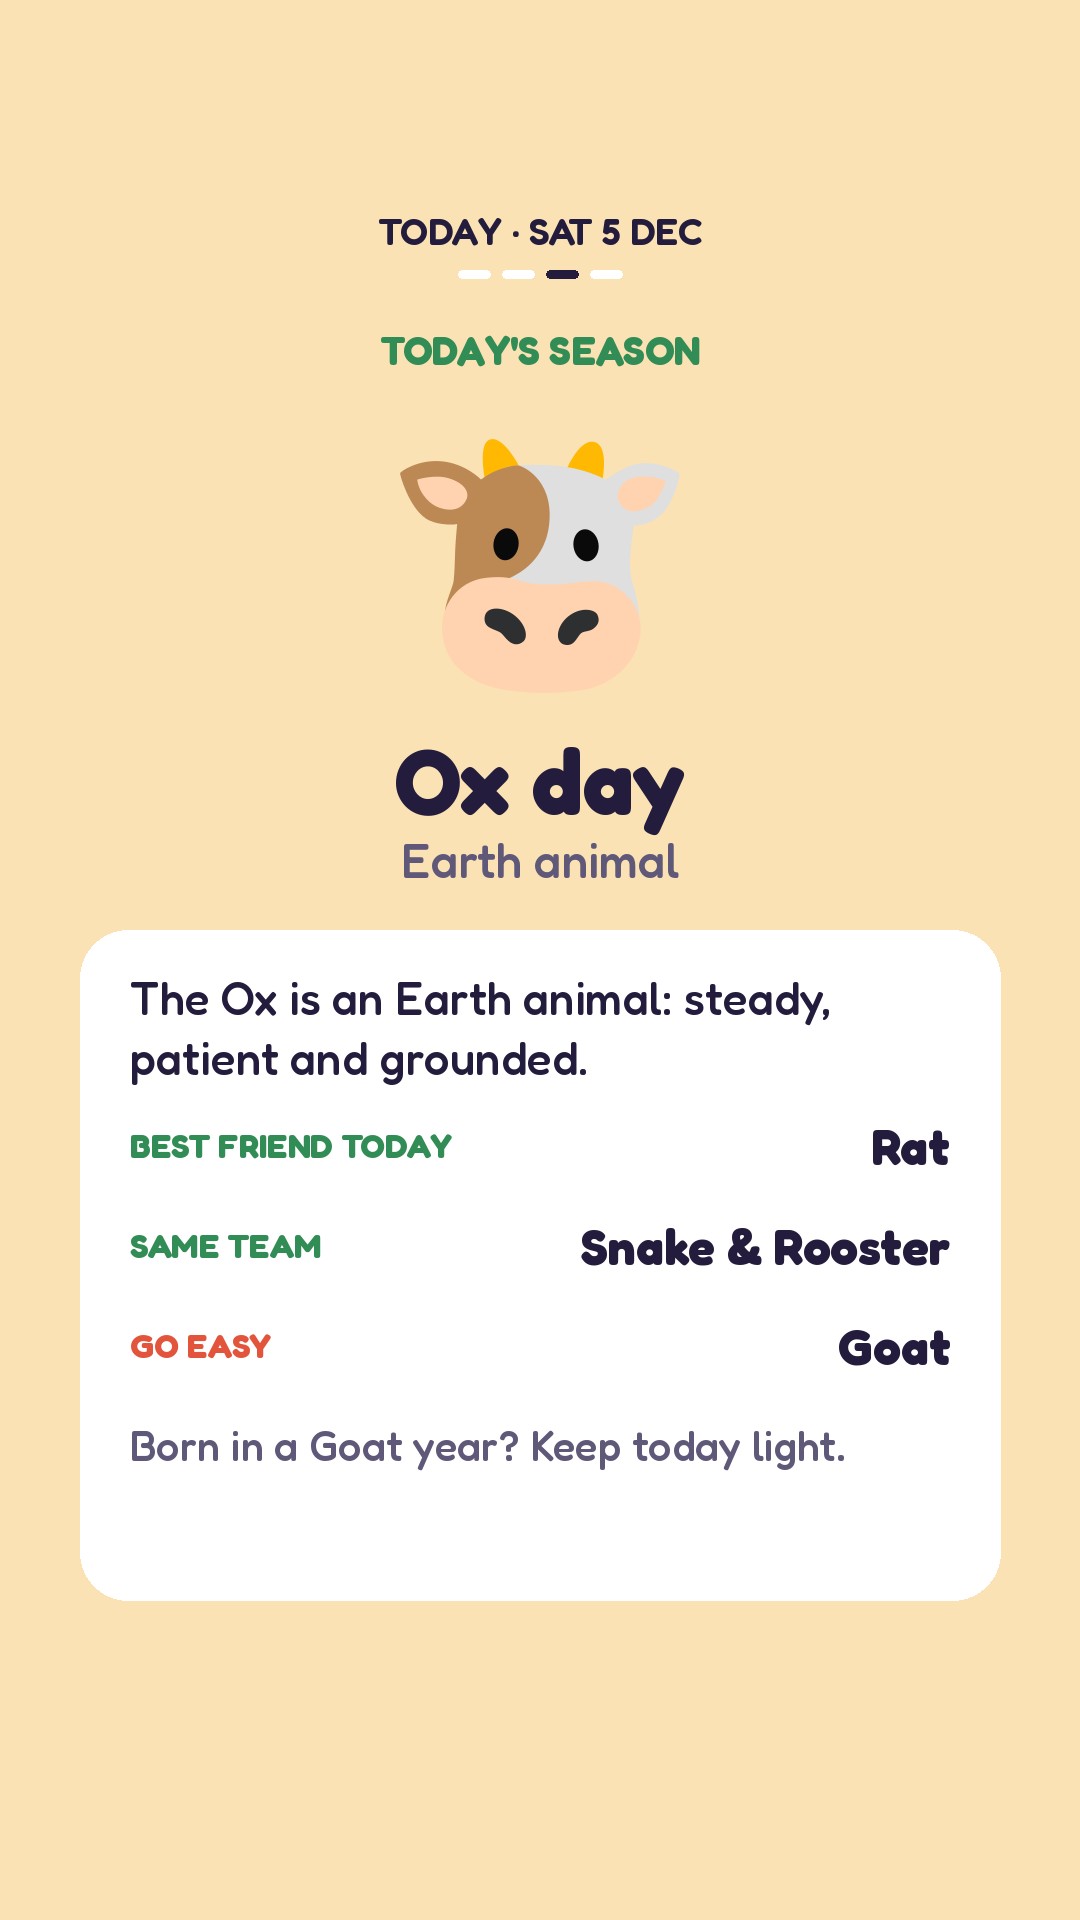 TODAY · SAT 5 DEC
TODAY'S SEASON
Ox day
Earth animal
The Ox is an Earth animal: steady,
patient and grounded.
BEST FRIEND TODAY Rat
SAME TEAM Snake & Rooster
GO EASY Goat
Born in a Goat year? Keep today light.